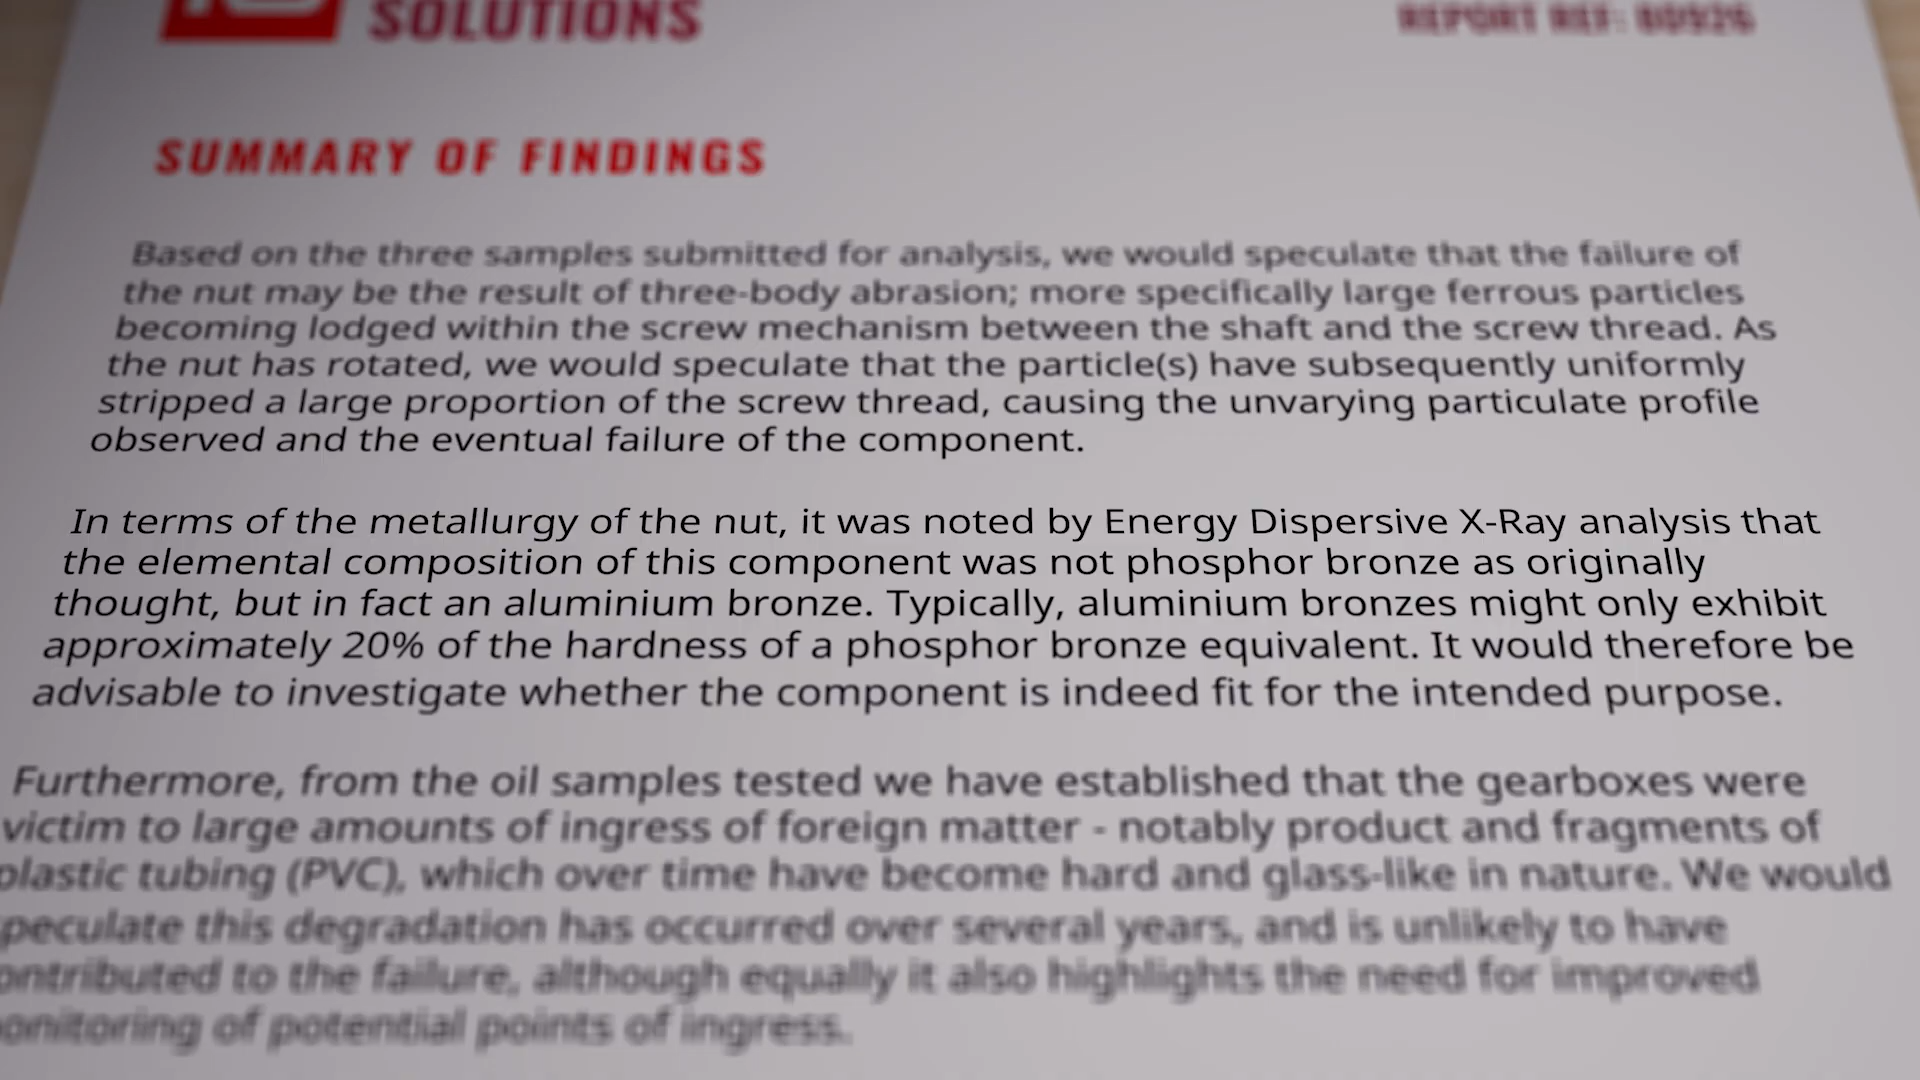 SOLUTIONS
REPORT REF: 80926
SUMMARY OF FINDINGS
Based on the three samples submitted for analysis, we would speculate that the failure of
the nut may be the result of three-body abrasion; more specifically large ferrous particles
becoming lodged within the screw mechanism between the shaft and the screw thread. As
the nut has rotated, we would speculate that the particle(s) have subsequently uniformly
stripped a large proportion of the screw thread, causing the unvarying particulate profile
observed and the eventual failure of the component.
In terms of the metallurgy of the nut, it was noted by Energy Dispersive X-Ray analysis that
the elemental composition of this component was not phosphor bronze as originally
thought, but in fact an aluminium bronze. Typically, aluminium bronzes might only exhibit
approximately 20% of the hardness of a phosphor bronze equivalent. It would therefore be
advisable to investigate whether the component is indeed fit for the intended purpose.
Furthermore, from the oil samples tested we have established that the gearboxes were
victim to large amounts of ingress of foreign matter - notably product and fragments of
plastic tubing (PVC), which over time have become hard and glass-like in nature. We would
peculate this degradation has occurred over several years, and is unlikely to have
ontributed to the failure, although equally it also highlights the need for improved
onitoring of potential points of ingress.